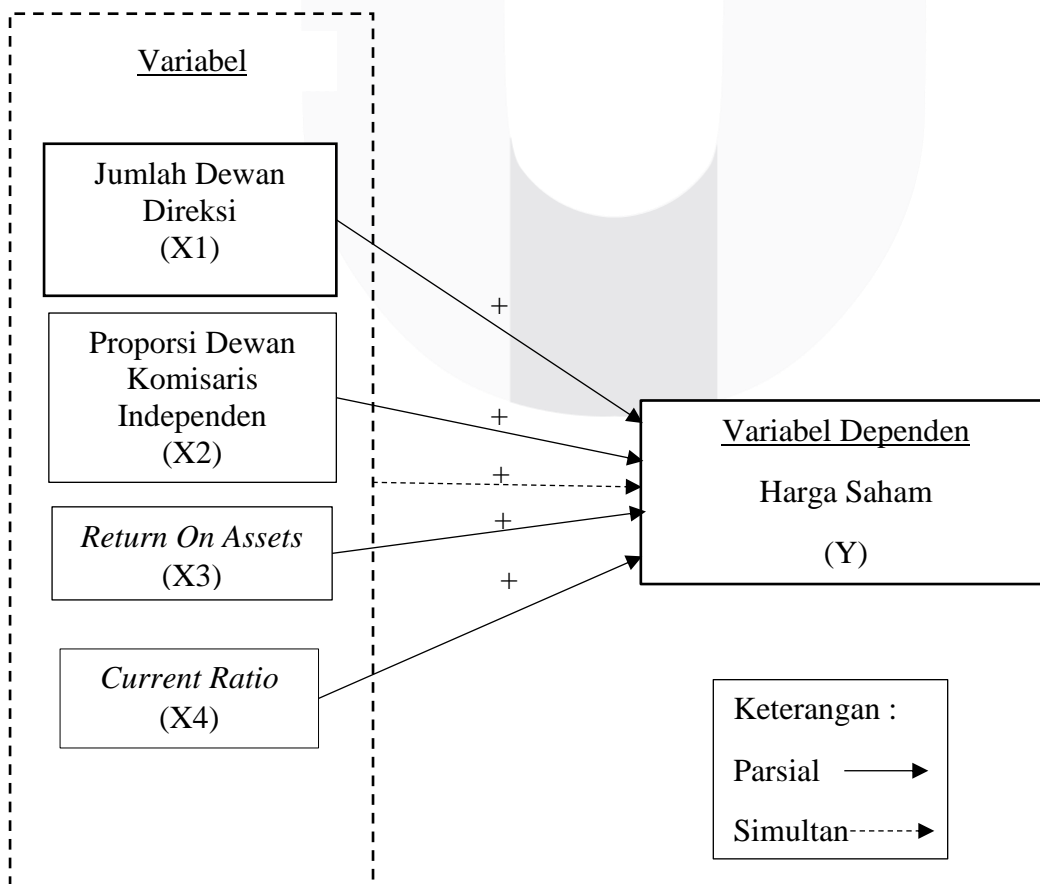 Variabel
Jumlah Dewan
Direksi
(X1)
Proporsi Dewan
Komisaris
Independen
(X2)
Return On Assets
(X3)
Current Ratio
(X4)
+
+
+
+
+
Variabel Dependen
Harga Saham
(Y)
Keterangan :
Parsial
Simultan